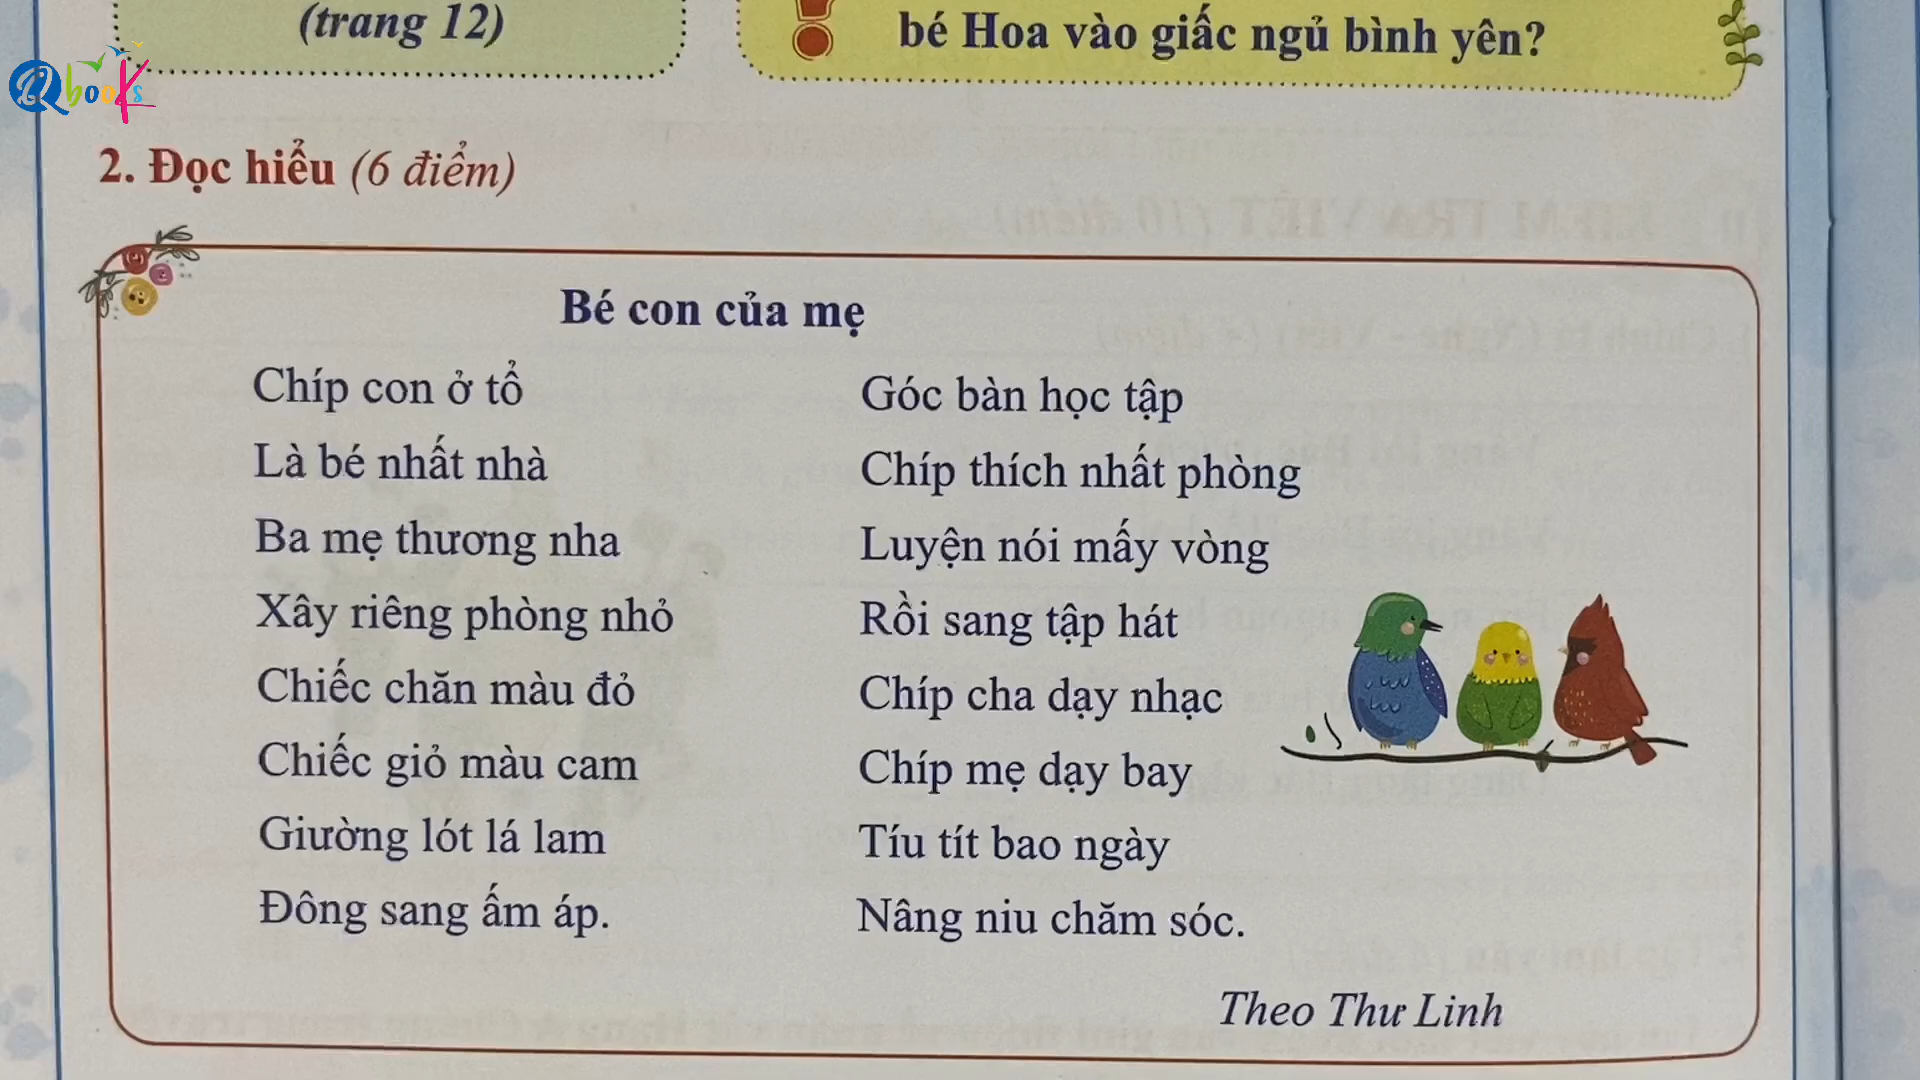 (trang 12)
bé Hoa vào giấc ngủ bình yên?
Qbooks
2. Đọc hiểu (6 điểm)
Bé con của mẹ
Chíp con ở tổ
Là bé nhất nhà
Ba mẹ thương nha
Xây riêng phòng nhỏ
Chiếc chăn màu đỏ
Chiếc giỏ màu cam
Giường lót lá lam
Đông sang ấm áp.
Góc bàn học tập
Chíp thích nhất phòng
Luyện nói mấy vòng
Rồi sang tập hát
Chíp cha dạy nhạc
Chíp mẹ dạy bay
Tíu tít bao ngày
Nâng niu chăm sóc.
Theo Thư Linh